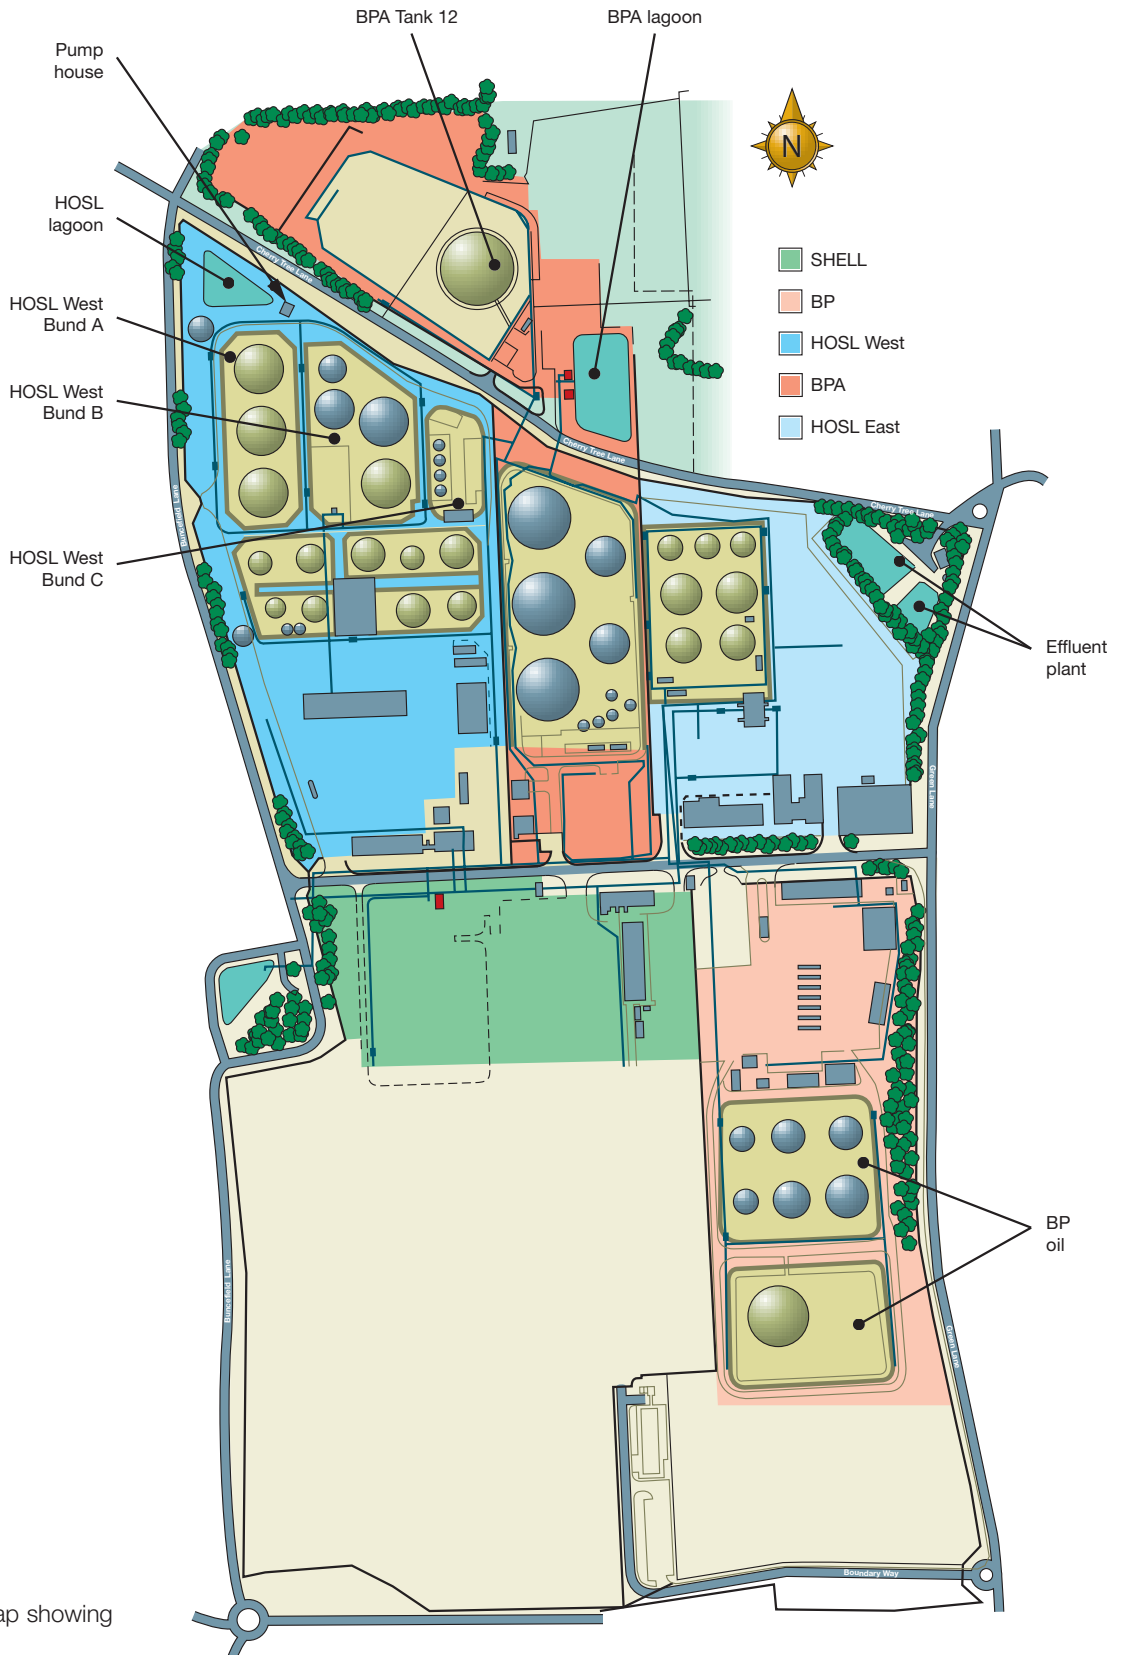 BPA Tank 12
BPA lagoon
Pump
house
HOSL
lagoon
HOSL West
Bund A
HOSL West
Bund B
HOSL West
Bund C
N
SHELL
BP
HOSL West
BPA
HOSL East
Cherry Tree Lane
Cherry Tree Lane
Cherry Tree Lane
Buncefield Lane
Effluent
plant
Green Lane
BP
oil
Buncefield Lane
Green Lane
Boundary Way
ap showing